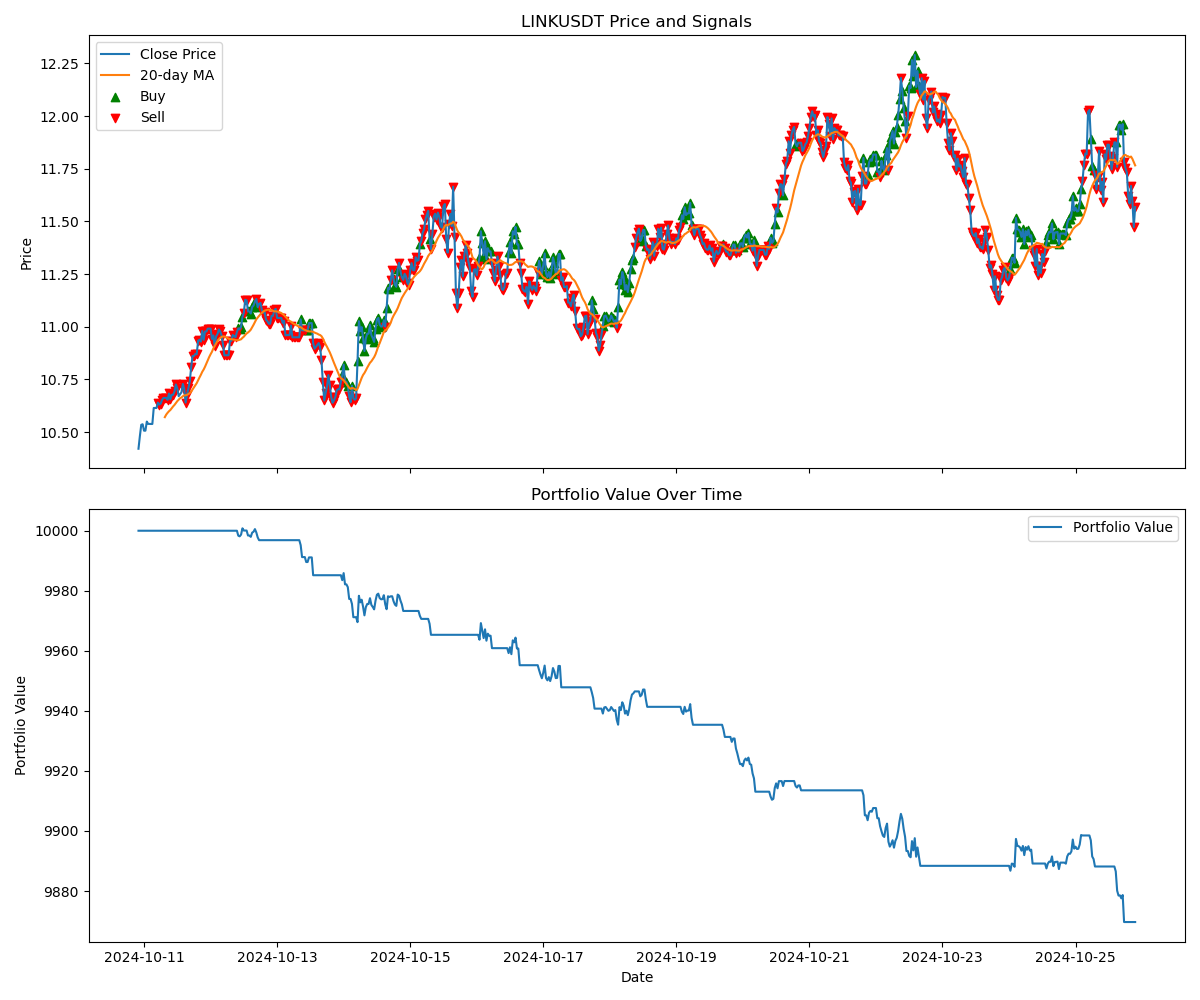 LINKUSDT Price and Signals
Close Price
20-day MA
Buy
Sell
12.25
12.00
11.75
11.50
11.25
11.00
10.75
10.50
Price
Portfolio Value Over Time
Portfolio Value
10000
9980
9960
9940
9920
9900
9880
Portfolio Value
2024-10-11 2024-10-13 2024-10-15 2024-10-17 2024-10-19 2024-10-21 2024-10-23 2024-10-25
Date